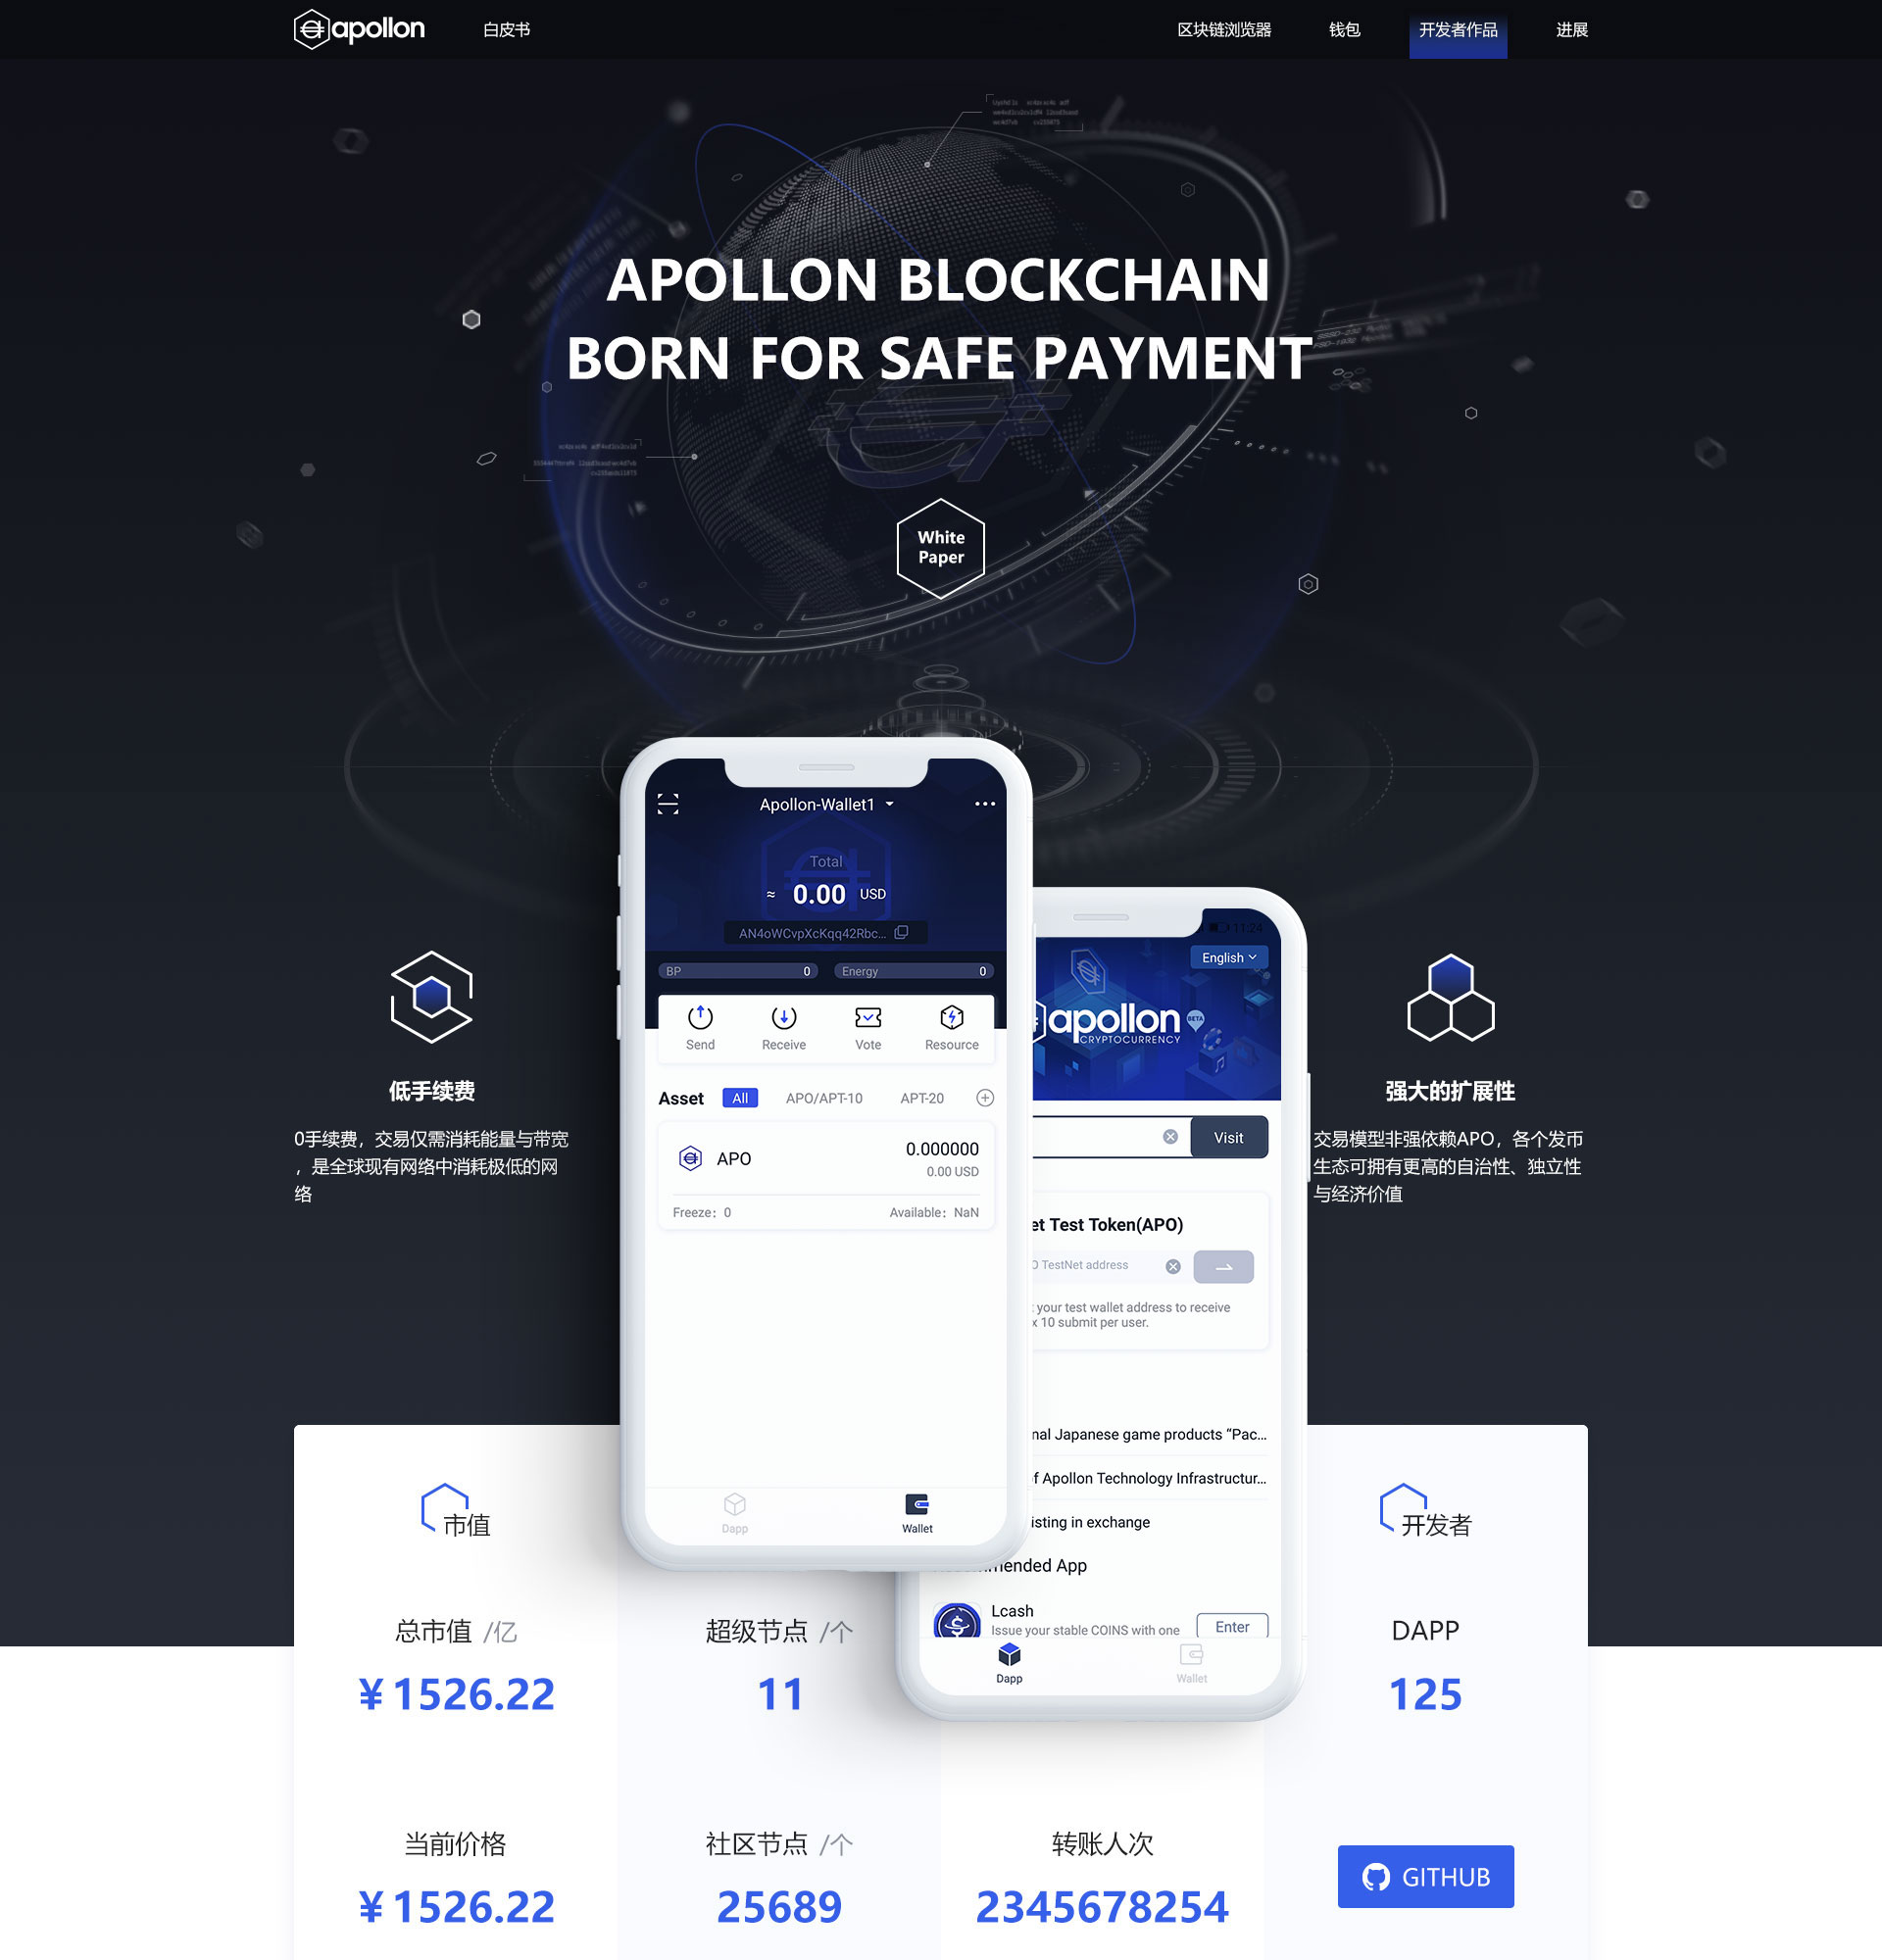 apollon
白皮书
区块链浏览器
钱包
开发者作品
进展
APOLLON BLOCKCHAIN
BORN FOR SAFE PAYMENT
White
Paper
Apollon-Wallet1
Total
≈ 0.00 USD
AN4oWCvpXcKqq42Rbc...
BP 0
Energy 0
Send
Receive
Vote
Resource
Asset
All
APO/APT-10
APT-20
APO
0.000000
0.00 USD
Freeze：0
Available：NaN
Dapp
Wallet
11:24
English
apollon
BETA
CRYPTOCURRENCY
Visit
Test Token(APO)
TestNet address
your test wallet address to receive
10 submit per user.
Japanese game products “Pac...
Apollon Technology Infrastructur...
in exchange
App
Lcash
Issue your stable COINS with one
Enter
Dapp
Wallet
低手续费
0手续费，交易仅需消耗能量与带宽
，是全球现有网络中消耗极低的网
络
强大的扩展性
交易模型非强依赖APO，各个发币
生态可拥有更高的自治性、独立性
与经济价值
市值
开发者
总市值 /亿
¥1526.22
超级节点 /个
11
DAPP
125
当前价格
¥1526.22
社区节点 /个
25689
转账人次
2345678254
GITHUB